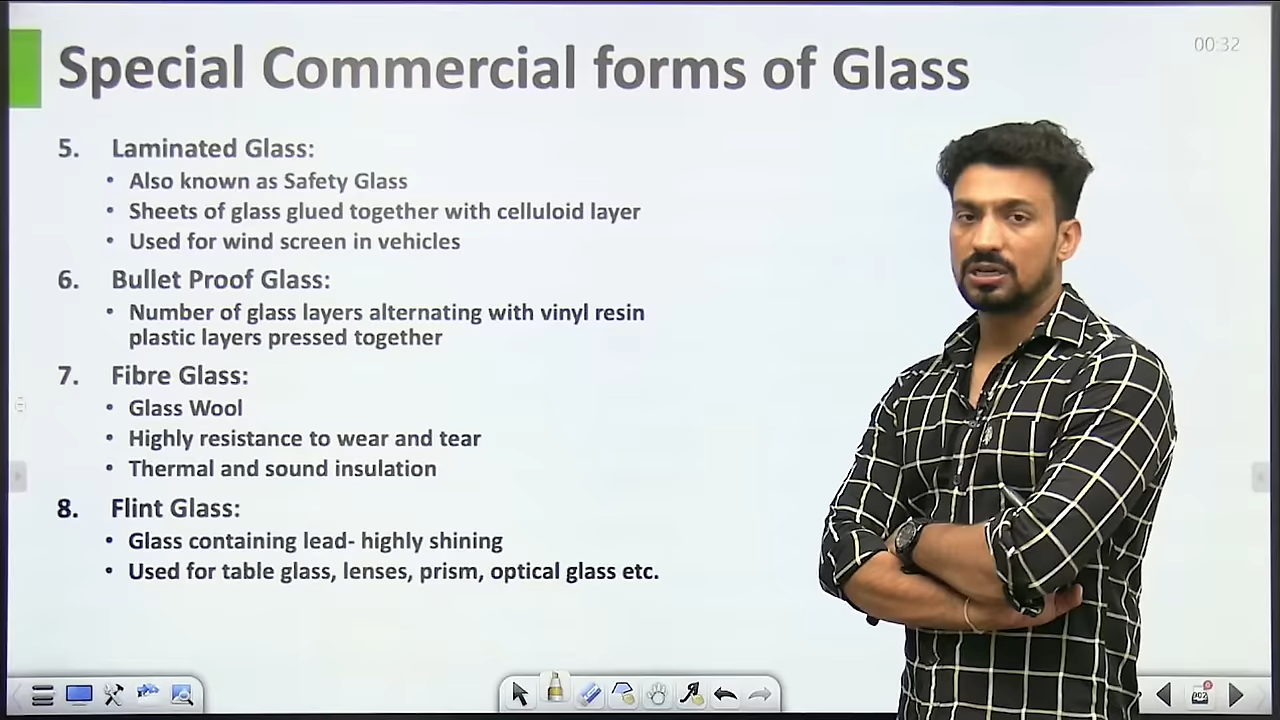 Special Commercial forms of Glass
00:32
5. Laminated Glass:
• Also known as Safety Glass
• Sheets of glass glued together with celluloid layer
• Used for wind screen in vehicles
6. Bullet Proof Glass:
• Number of glass layers alternating with vinyl resin
plastic layers pressed together
7. Fibre Glass:
• Glass Wool
• Highly resistance to wear and tear
• Thermal and sound insulation
8. Flint Glass:
• Glass containing lead- highly shining
• Used for table glass, lenses, prism, optical glass etc.